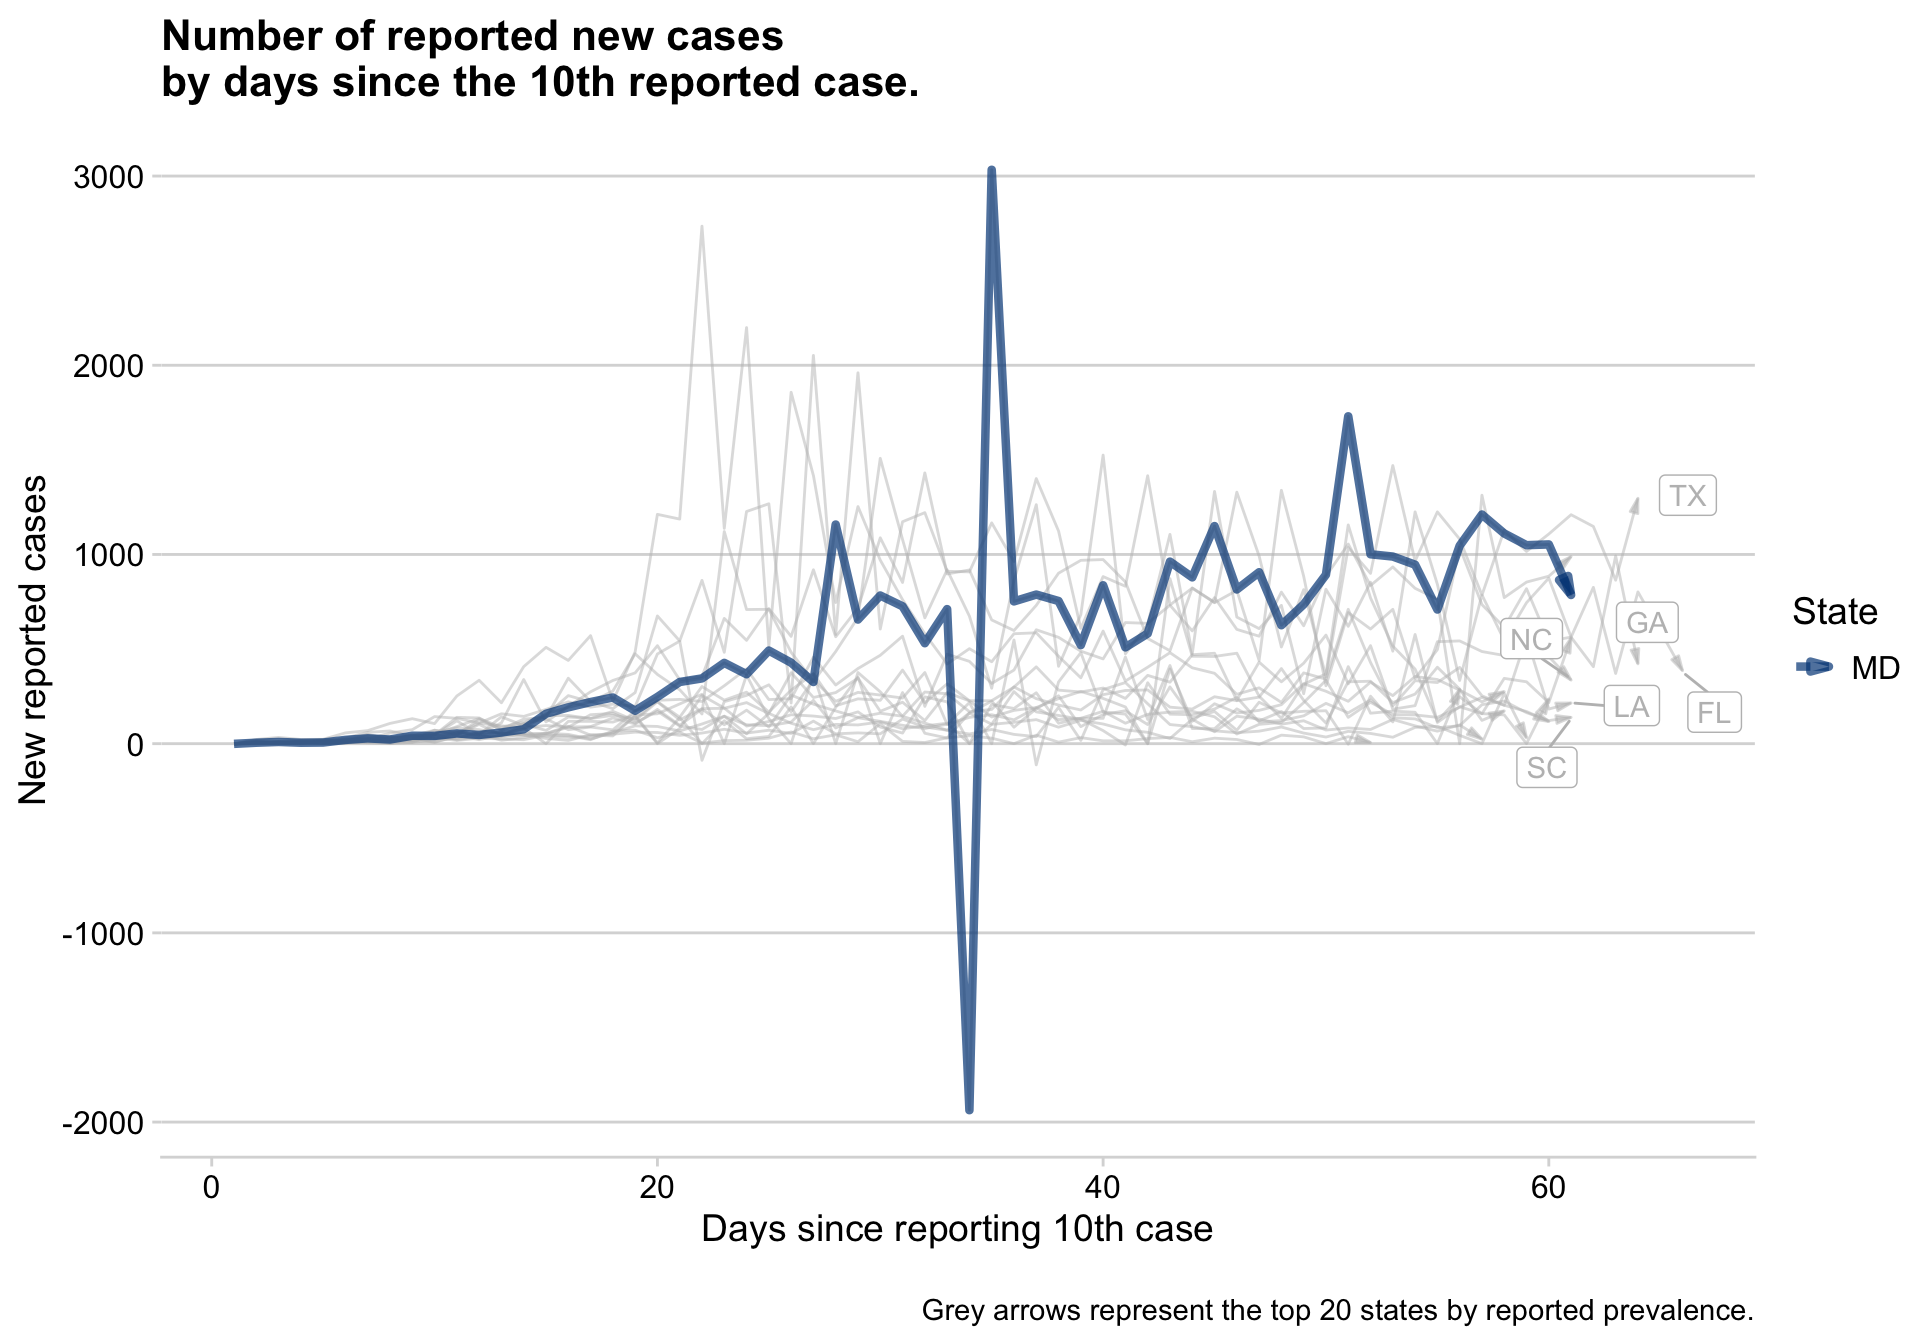 Number of reported new cases
by days since the 10th reported case.
3000
2000
1000
0
-1000
-2000
New reported cases
TX
GA
NC
LA
FL
SC
State
MD
0
20
40
60
Days since reporting 10th case
Grey arrows represent the top 20 states by reported prevalence.